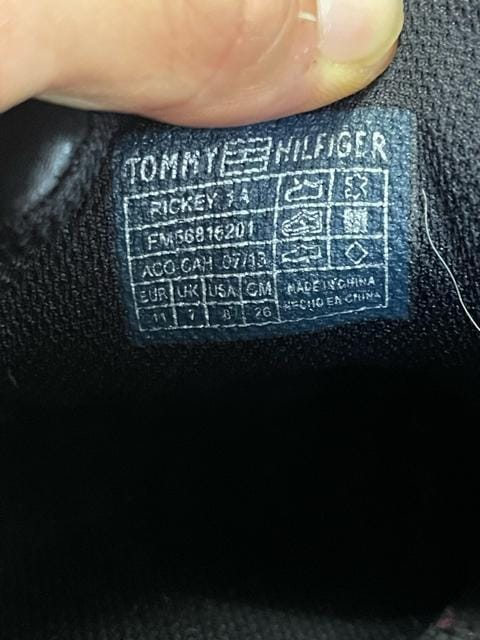 TOMMY HILFIGER
RICKEY 1A
FM56816201
ACO CAH 07/13
EUR UK USA CM
7 8 26
MADE IN CHINA
HECHO EN CHINA